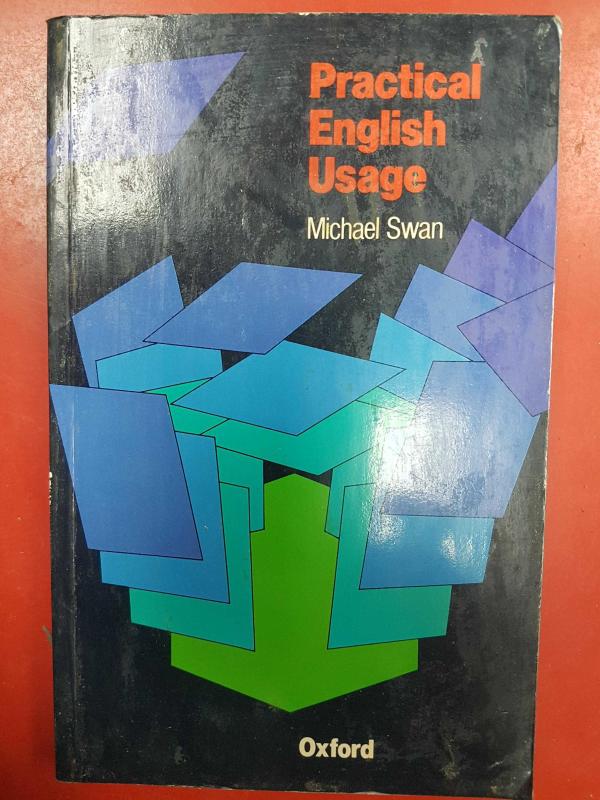 Practical
English
Usage
Michael Swan
Oxford